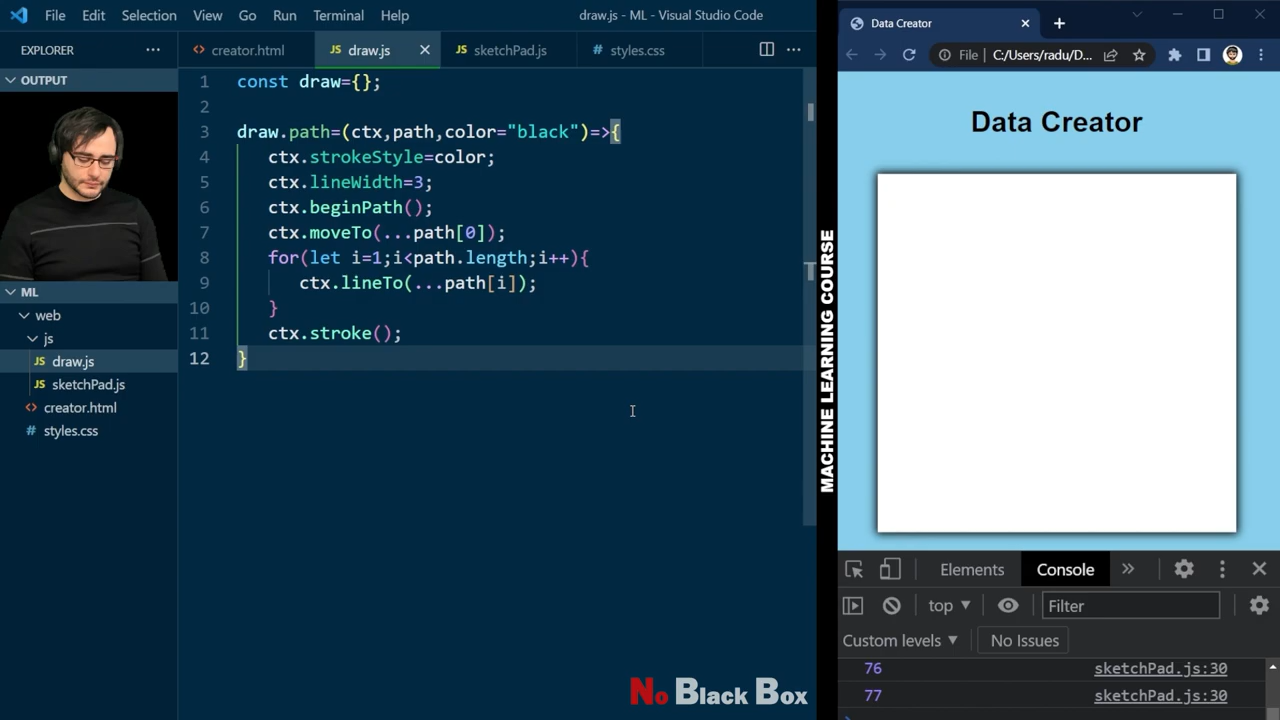 File Edit Selection View Go Run Terminal Help draw.js - ML - Visual Studio Code
EXPLORER ...
OUTPUT
ML
web
js
JS draw.js
JS sketchPad.js
<> creator.html
# styles.css
<> creator.html JS draw.js JS sketchPad.js # styles.css
1 const draw={};
2
3 draw.path=(ctx,path,color="black")=>{
4 ctx.strokeStyle=color;
5 ctx.lineWidth=3;
6 ctx.beginPath();
7 ctx.moveTo(...path[0]);
8 for(let i=1;i<path.length;i++){
9 ctx.lineTo(...path[i]);
10 }
11 ctx.stroke();
12 }
No Black Box
MACHINE LEARNING COURSE
Data Creator
File C:/Users/radu/D...
Data Creator
Elements Console
top Filter
Custom levels No Issues
76 sketchPad.js:30
77 sketchPad.js:30